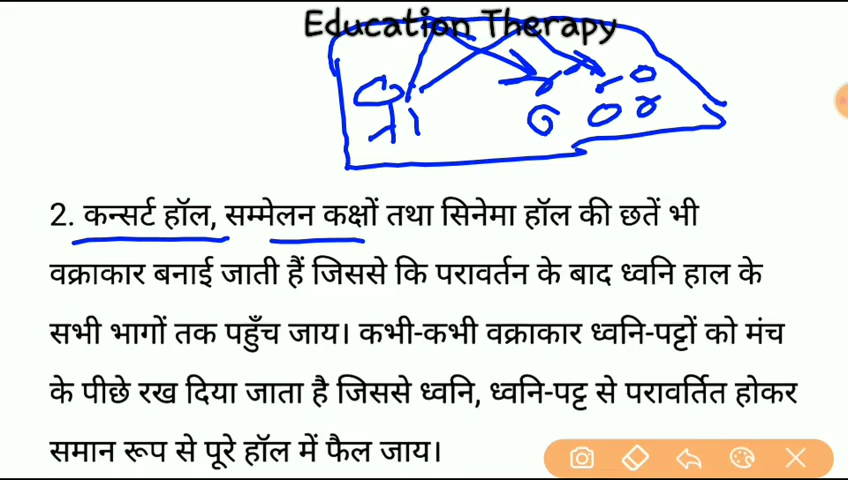 Education Therapy
2. कन्सर्ट हॉल, सम्मेलन कक्षों तथा सिनेमा हॉल की छतें भी
वक्राकार बनाई जाती हैं जिससे कि परावर्तन के बाद ध्वनि हाल के
सभी भागों तक पहुँच जाय। कभी-कभी वक्राकार ध्वनि-पट्टों को मंच
के पीछे रख दिया जाता है जिससे ध्वनि, ध्वनि-पट्ट से परावर्तित होकर
समान रूप से पूरे हॉल में फैल जाय।